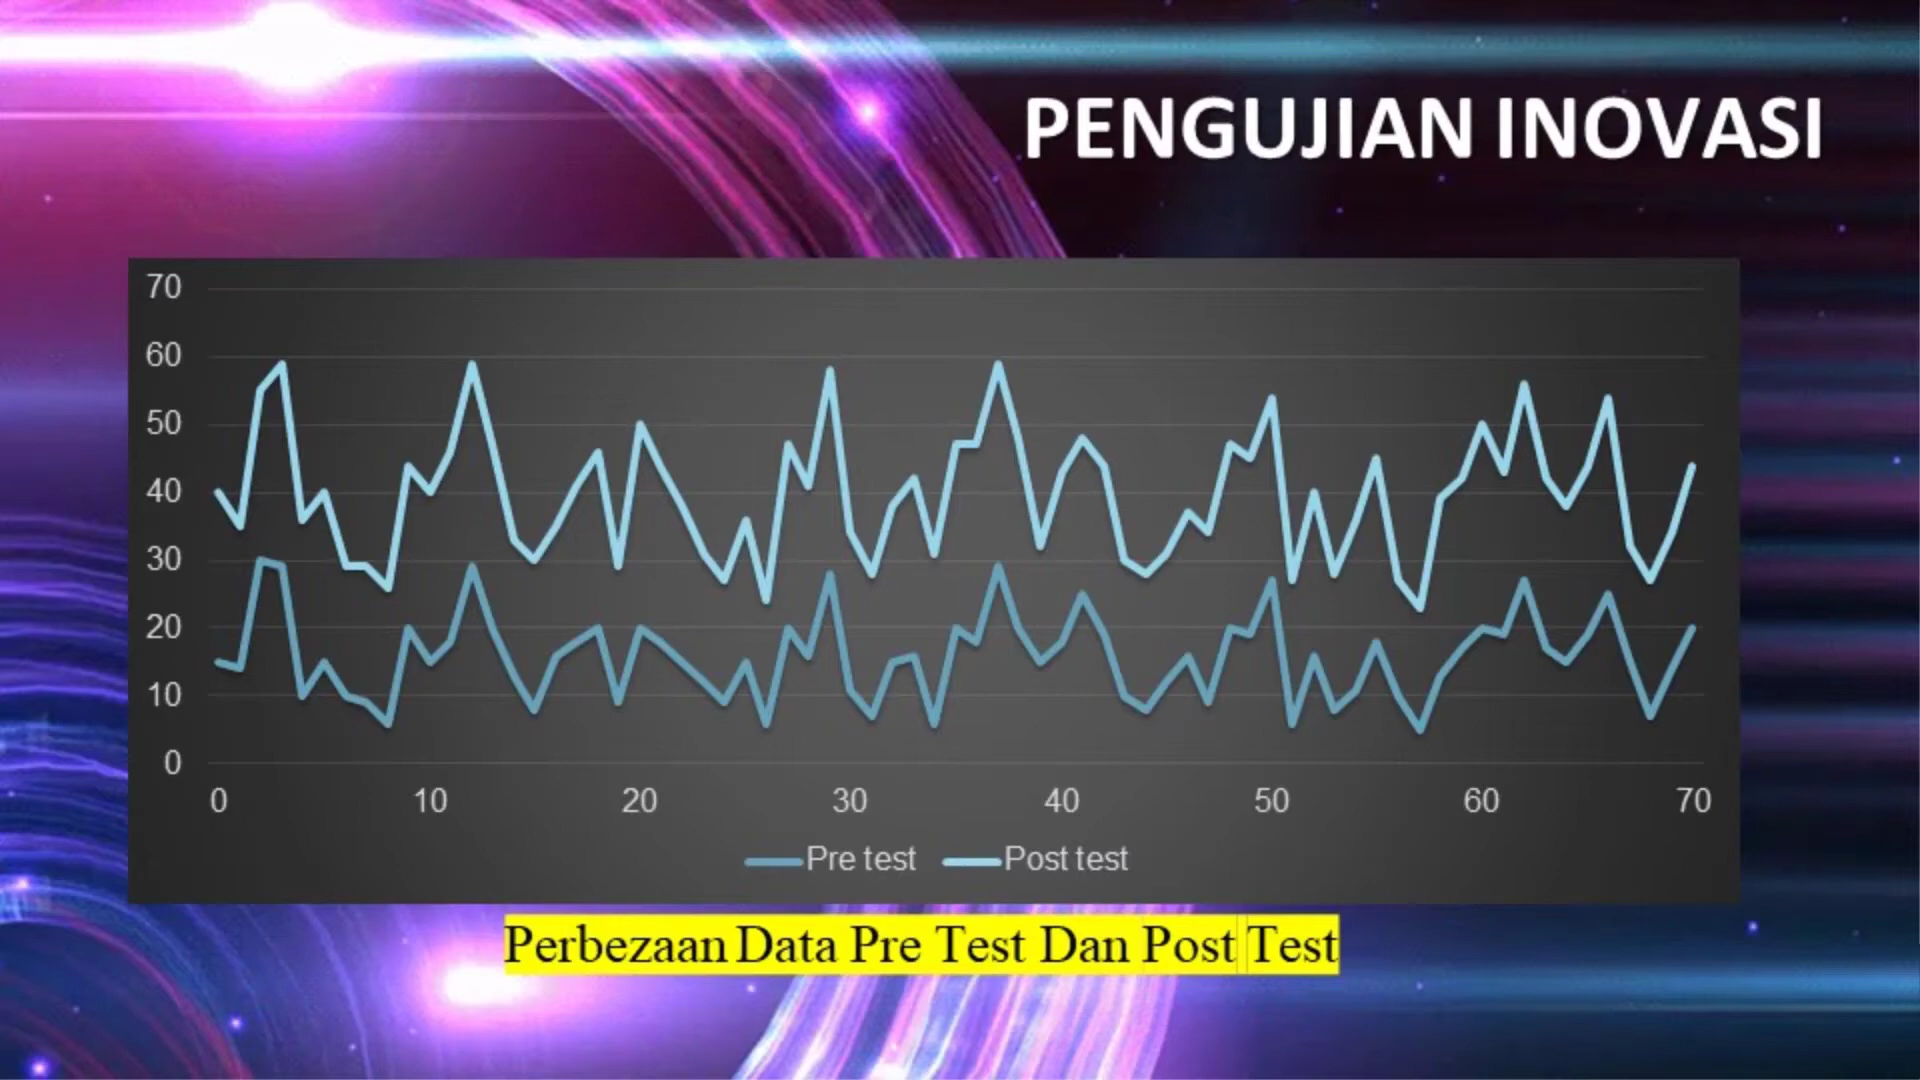 PENGUJIAN INOVASI
70
60
50
40
30
20
10
0
0 10 20 30 40 50 60 70
Pre test Post test
Perbezaan Data Pre Test Dan Post Test